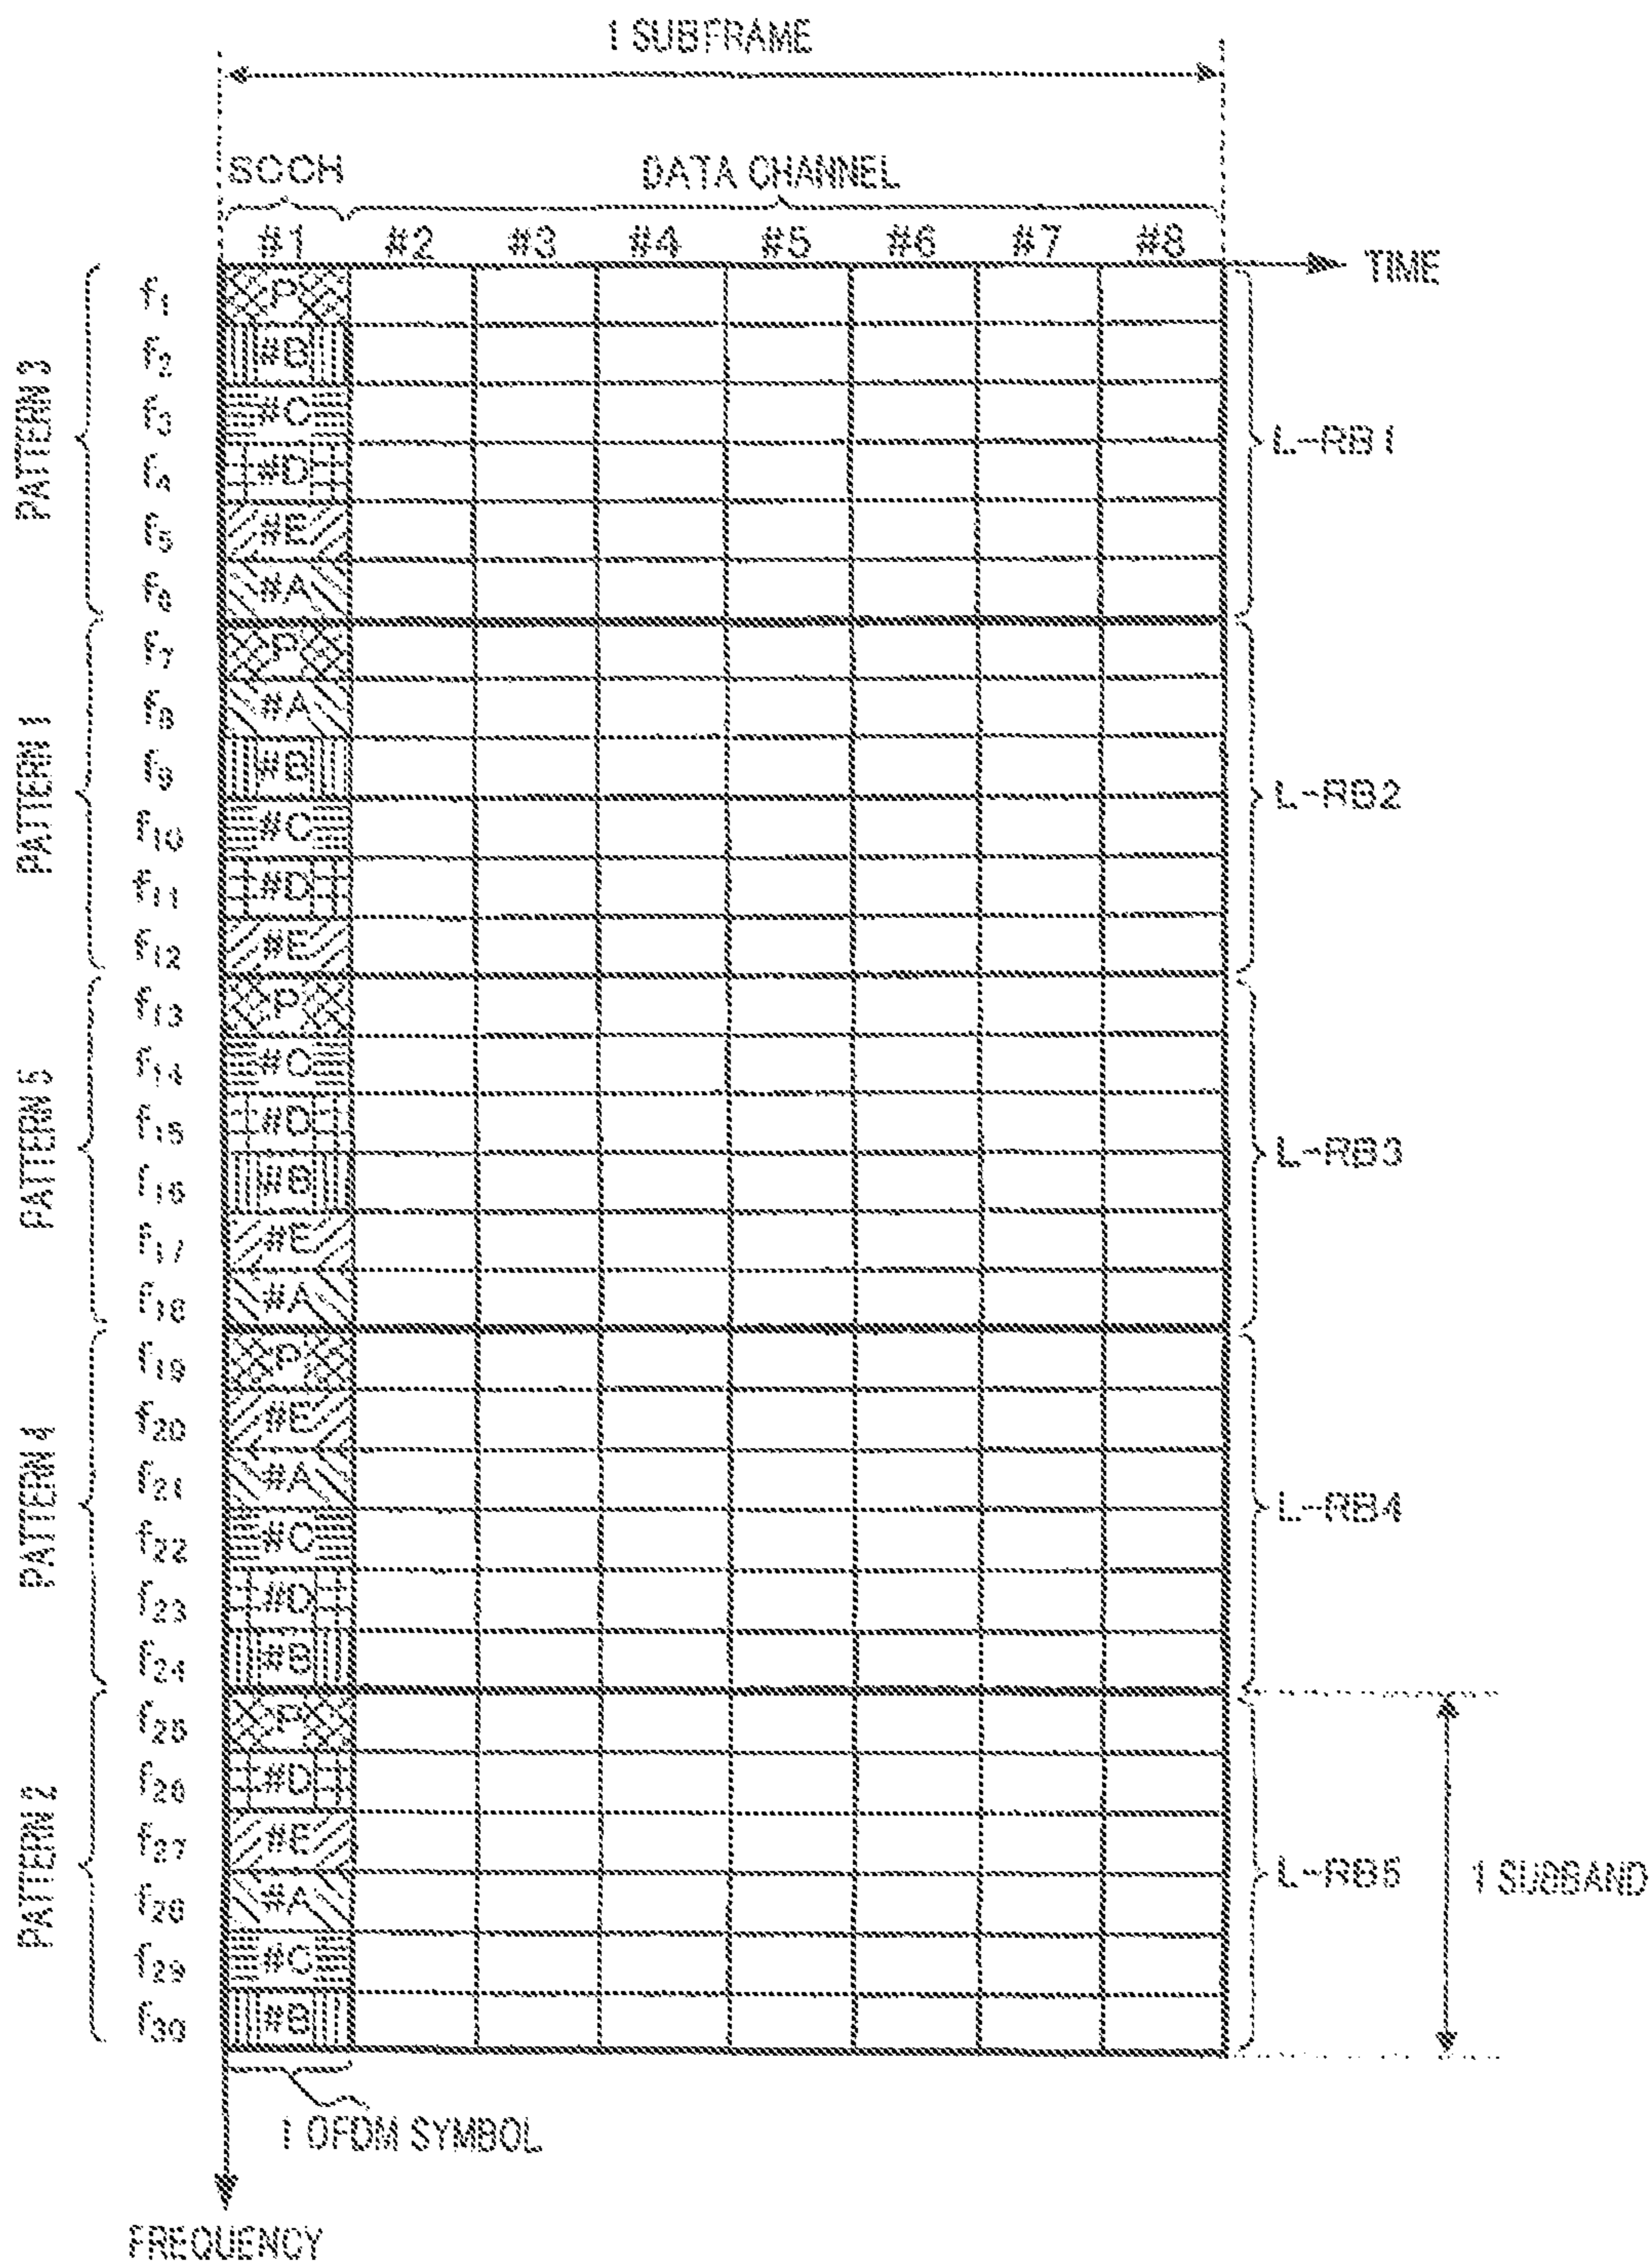 1 SUBFRAME
SCCH DATA CHANNEL
#1 #2 #3 #4 #5 #6 #7 #8
TIME
PATTERN 3
f1 P
f2 #B
f3 #C
f4 #D
f5 #E
f6 #A
L-RB1
PATTERN 1
f7 P
f8 #A
f9 #B
f10 #C
f11 #D
f12 #E
L-RB2
PATTERN 5
f13 P
f14 #C
f15 #D
f16 #B
f17 #E
f18 #A
L-RB3
PATTERN 4
f19 P
f20 #E
f21 #A
f22 #C
f23 #D
f24 #B
L-RB4
PATTERN 2
f25 P
f26 #D
f27 #E
f28 #A
f29 #C
f30 #B
L-RB5
1 SUBBAND
1 OFDM SYMBOL
FREQUENCY